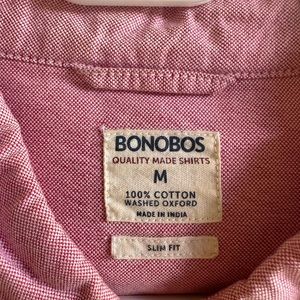 BONOBOS
QUALITY MADE SHIRTS
M
100% COTTON
WASHED OXFORD
MADE IN INDIA
SLIM FIT